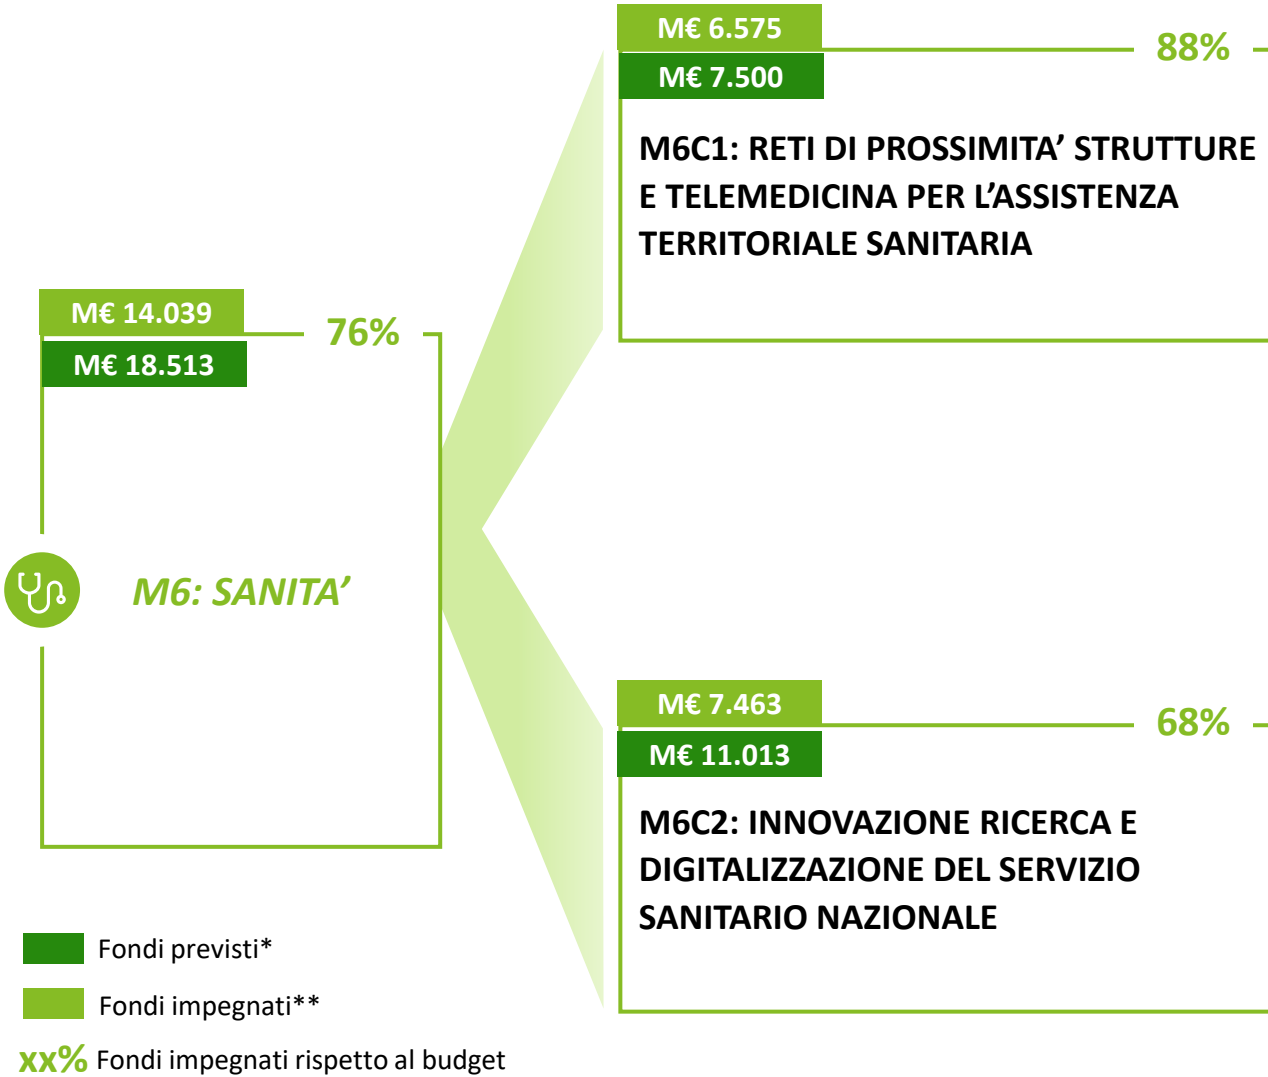 M€ 6.575
88%
M€ 7.500
M6C1: RETI DI PROSSIMITA’ STRUTTURE
E TELEMEDICINA PER L’ASSISTENZA
TERRITORIALE SANITARIA
M€ 14.039
76%
M€ 18.513
M6: SANITA’
M€ 7.463
68%
M€ 11.013
M6C2: INNOVAZIONE RICERCA E
DIGITALIZZAZIONE DEL SERVIZIO
SANITARIO NAZIONALE
Fondi previsti*
Fondi impegnati**
xx% Fondi impegnati rispetto al budget